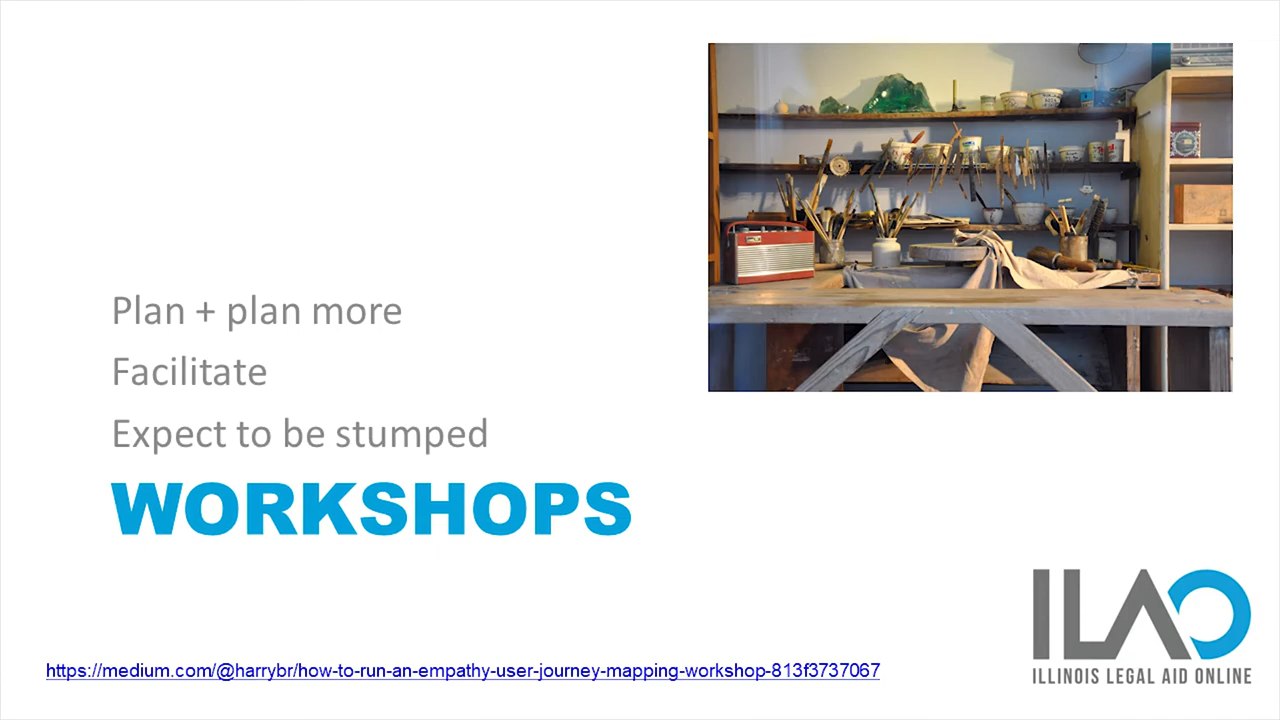 Plan + plan more
Facilitate
Expect to be stumped
WORKSHOPS
ILAO
ILLINOIS LEGAL AID ONLINE
https://medium.com/@harrybr/how-to-run-an-empathy-user-journey-mapping-workshop-813f3737067